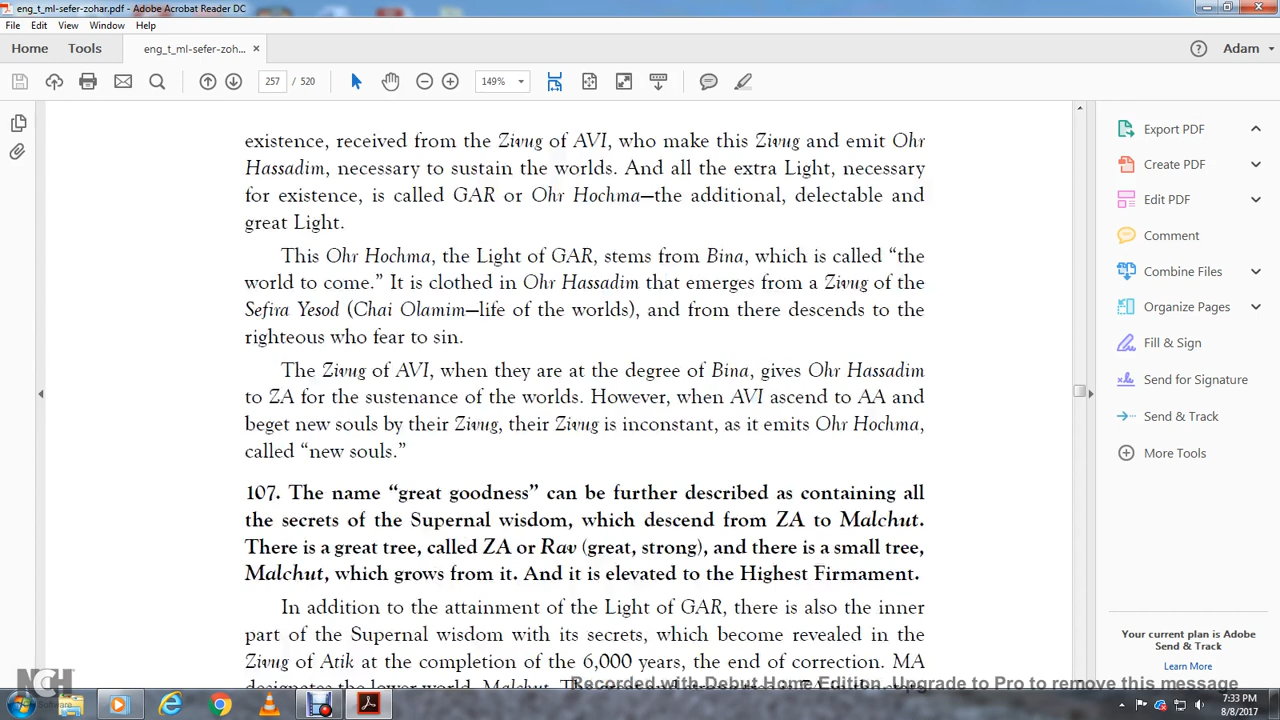 eng_t_ml-sefer-zohar.pdf - Adobe Acrobat Reader DC
File Edit View Window Help
Home Tools eng_t_ml-sefer-zoh... × Adam
257 / 520 149%
existence, received from the Zivug of AVI, who make this Zivug and emit Ohr
Hassadim, necessary to sustain the worlds. And all the extra Light, necessary
for existence, is called GAR or Ohr Hochma—the additional, delectable and
great Light.
This Ohr Hochma, the Light of GAR, stems from Bina, which is called “the
world to come.” It is clothed in Ohr Hassadim that emerges from a Zivug of the
Sefira Yesod (Chai Olamim—life of the worlds), and from there descends to the
righteous who fear to sin.
The Zivug of AVI, when they are at the degree of Bina, gives Ohr Hassadim
to ZA for the sustenance of the worlds. However, when AVI ascend to AA and
beget new souls by their Zivug, their Zivug is inconstant, as it emits Ohr Hochma,
called “new souls.”
107. The name “great goodness” can be further described as containing all
the secrets of the Supernal wisdom, which descend from ZA to Malchut.
There is a great tree, called ZA or Rav (great, strong), and there is a small tree,
Malchut, which grows from it. And it is elevated to the Highest Firmament.
In addition to the attainment of the Light of GAR, there is also the inner
part of the Supernal wisdom with its secrets, which become revealed in the
Zivug of Atik at the completion of the 6,000 years, the end of correction. MA
Export PDF
Create PDF
Edit PDF
Comment
Combine Files
Organize Pages
Fill & Sign
Send for Signature
Send & Track
More Tools
Your current plan is Adobe
Send & Track
Learn More
NCH Software
Recorded with Debut Home Edition. Upgrade to Pro to remove this message
7:33 PM
8/8/2017